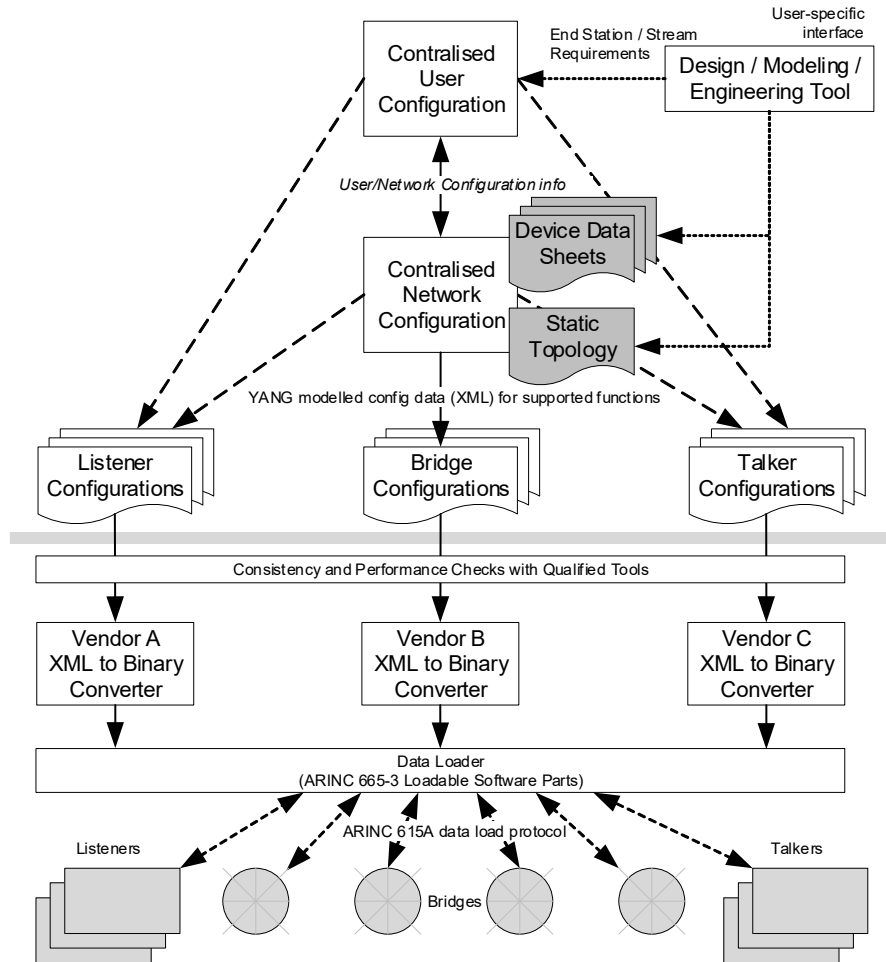 User-specific
interface
End Station / Stream
Requirements
Contralised
User
Configuration
Design / Modeling /
Engineering Tool
User/Network Configuration info
Device Data
Sheets
Contralised
Network
Configuration
Static
Topology
YANG modelled config data (XML) for supported functions
Listener
Configurations
Bridge
Configurations
Talker
Configurations
Consistency and Performance Checks with Qualified Tools
Vendor A
XML to Binary
Converter
Vendor B
XML to Binary
Converter
Vendor C
XML to Binary
Converter
Data Loader
(ARINC 665-3 Loadable Software Parts)
ARINC 615A data load protocol
Listeners
Talkers
Bridges